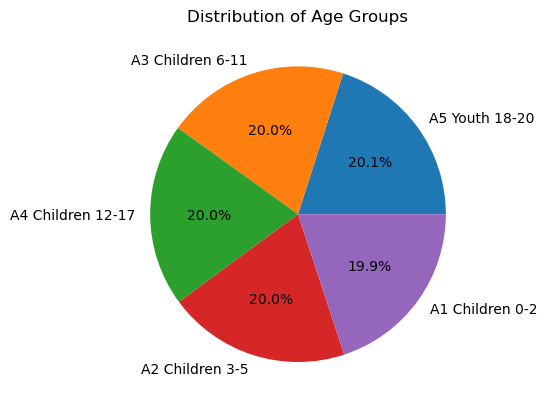 Distribution of Age Groups
A3 Children 6-11
A5 Youth 18-20
20.0%
20.1%
A4 Children 12-17
20.0%
19.9%
20.0%
A1 Children 0-2
A2 Children 3-5